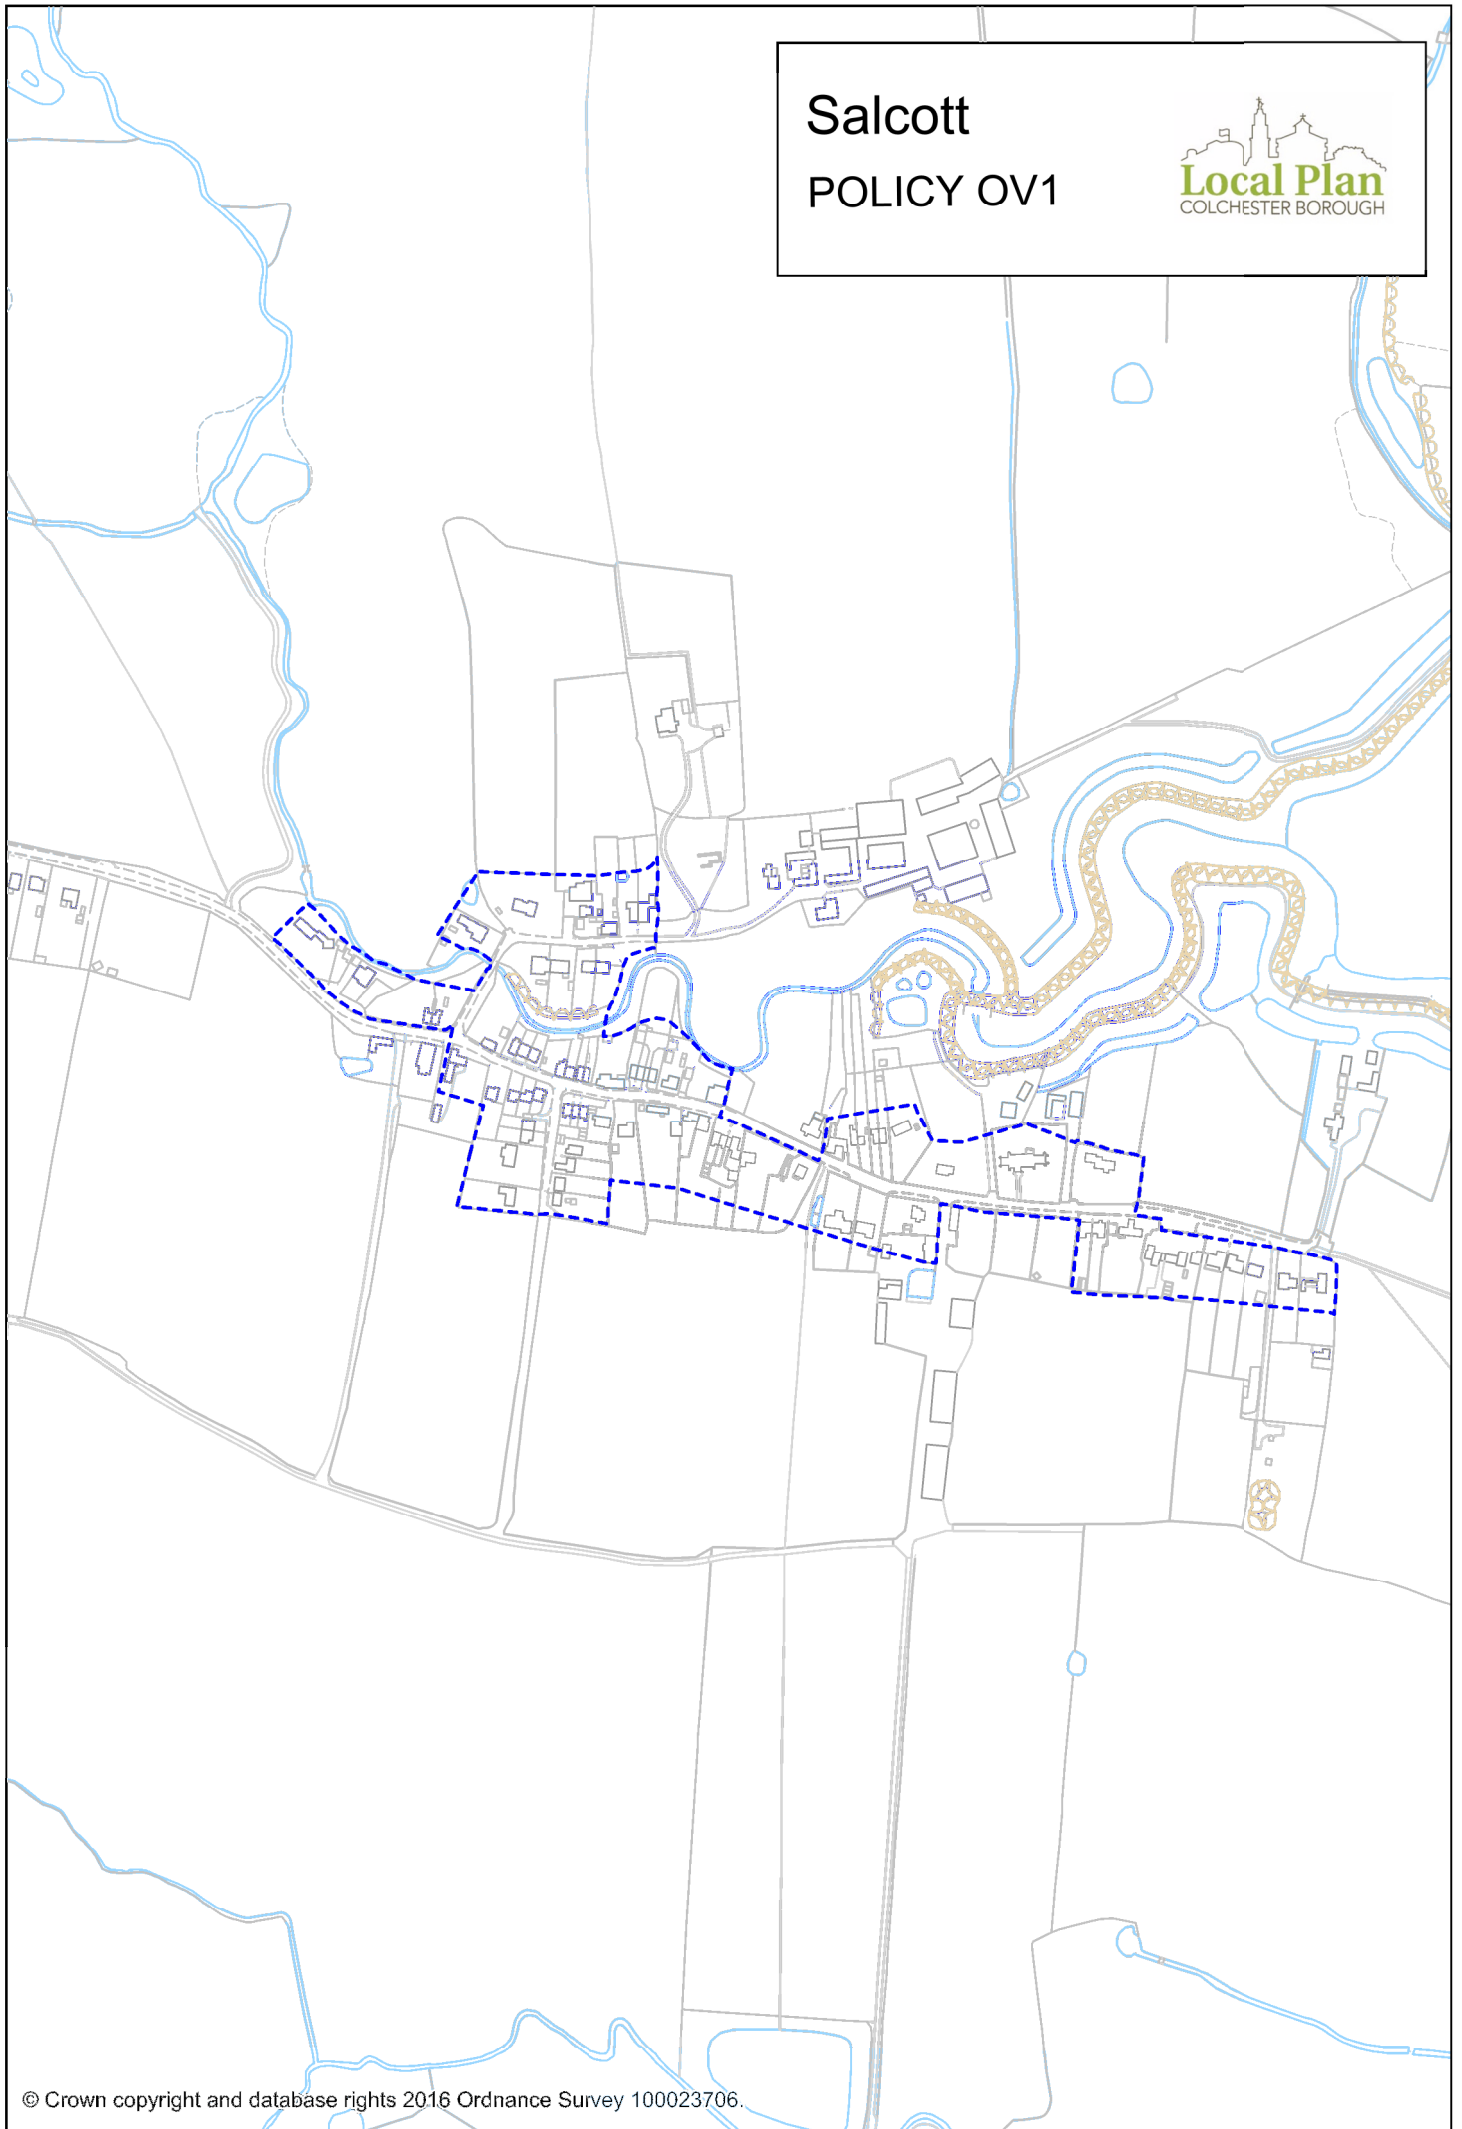 Salcott
POLICY OV1
Local Plan
COLCHESTER BOROUGH
© Crown copyright and database rights 2016 Ordnance Survey 100023706.